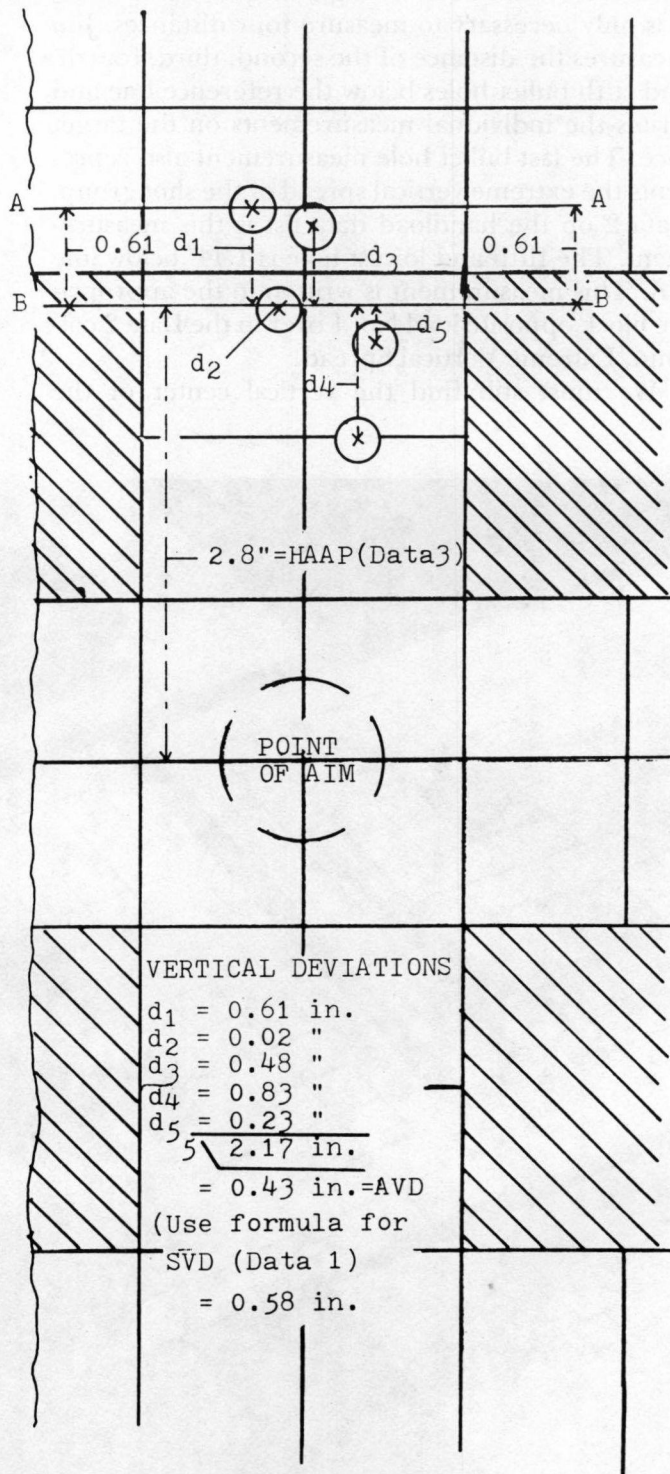 A A
0.61 d1 d3 0.61
B B
d2 d5
d4
2.8"=HAAP(Data3)
POINT
OF AIM
VERTICAL DEVIATIONS
d1 = 0.61 in.
d2 = 0.02 "
d3 = 0.48 "
d4 = 0.83 "
d5 = 0.23 "
5 2.17 in.
= 0.43 in.=AVD
(Use formula for
SVD (Data 1)
= 0.58 in.